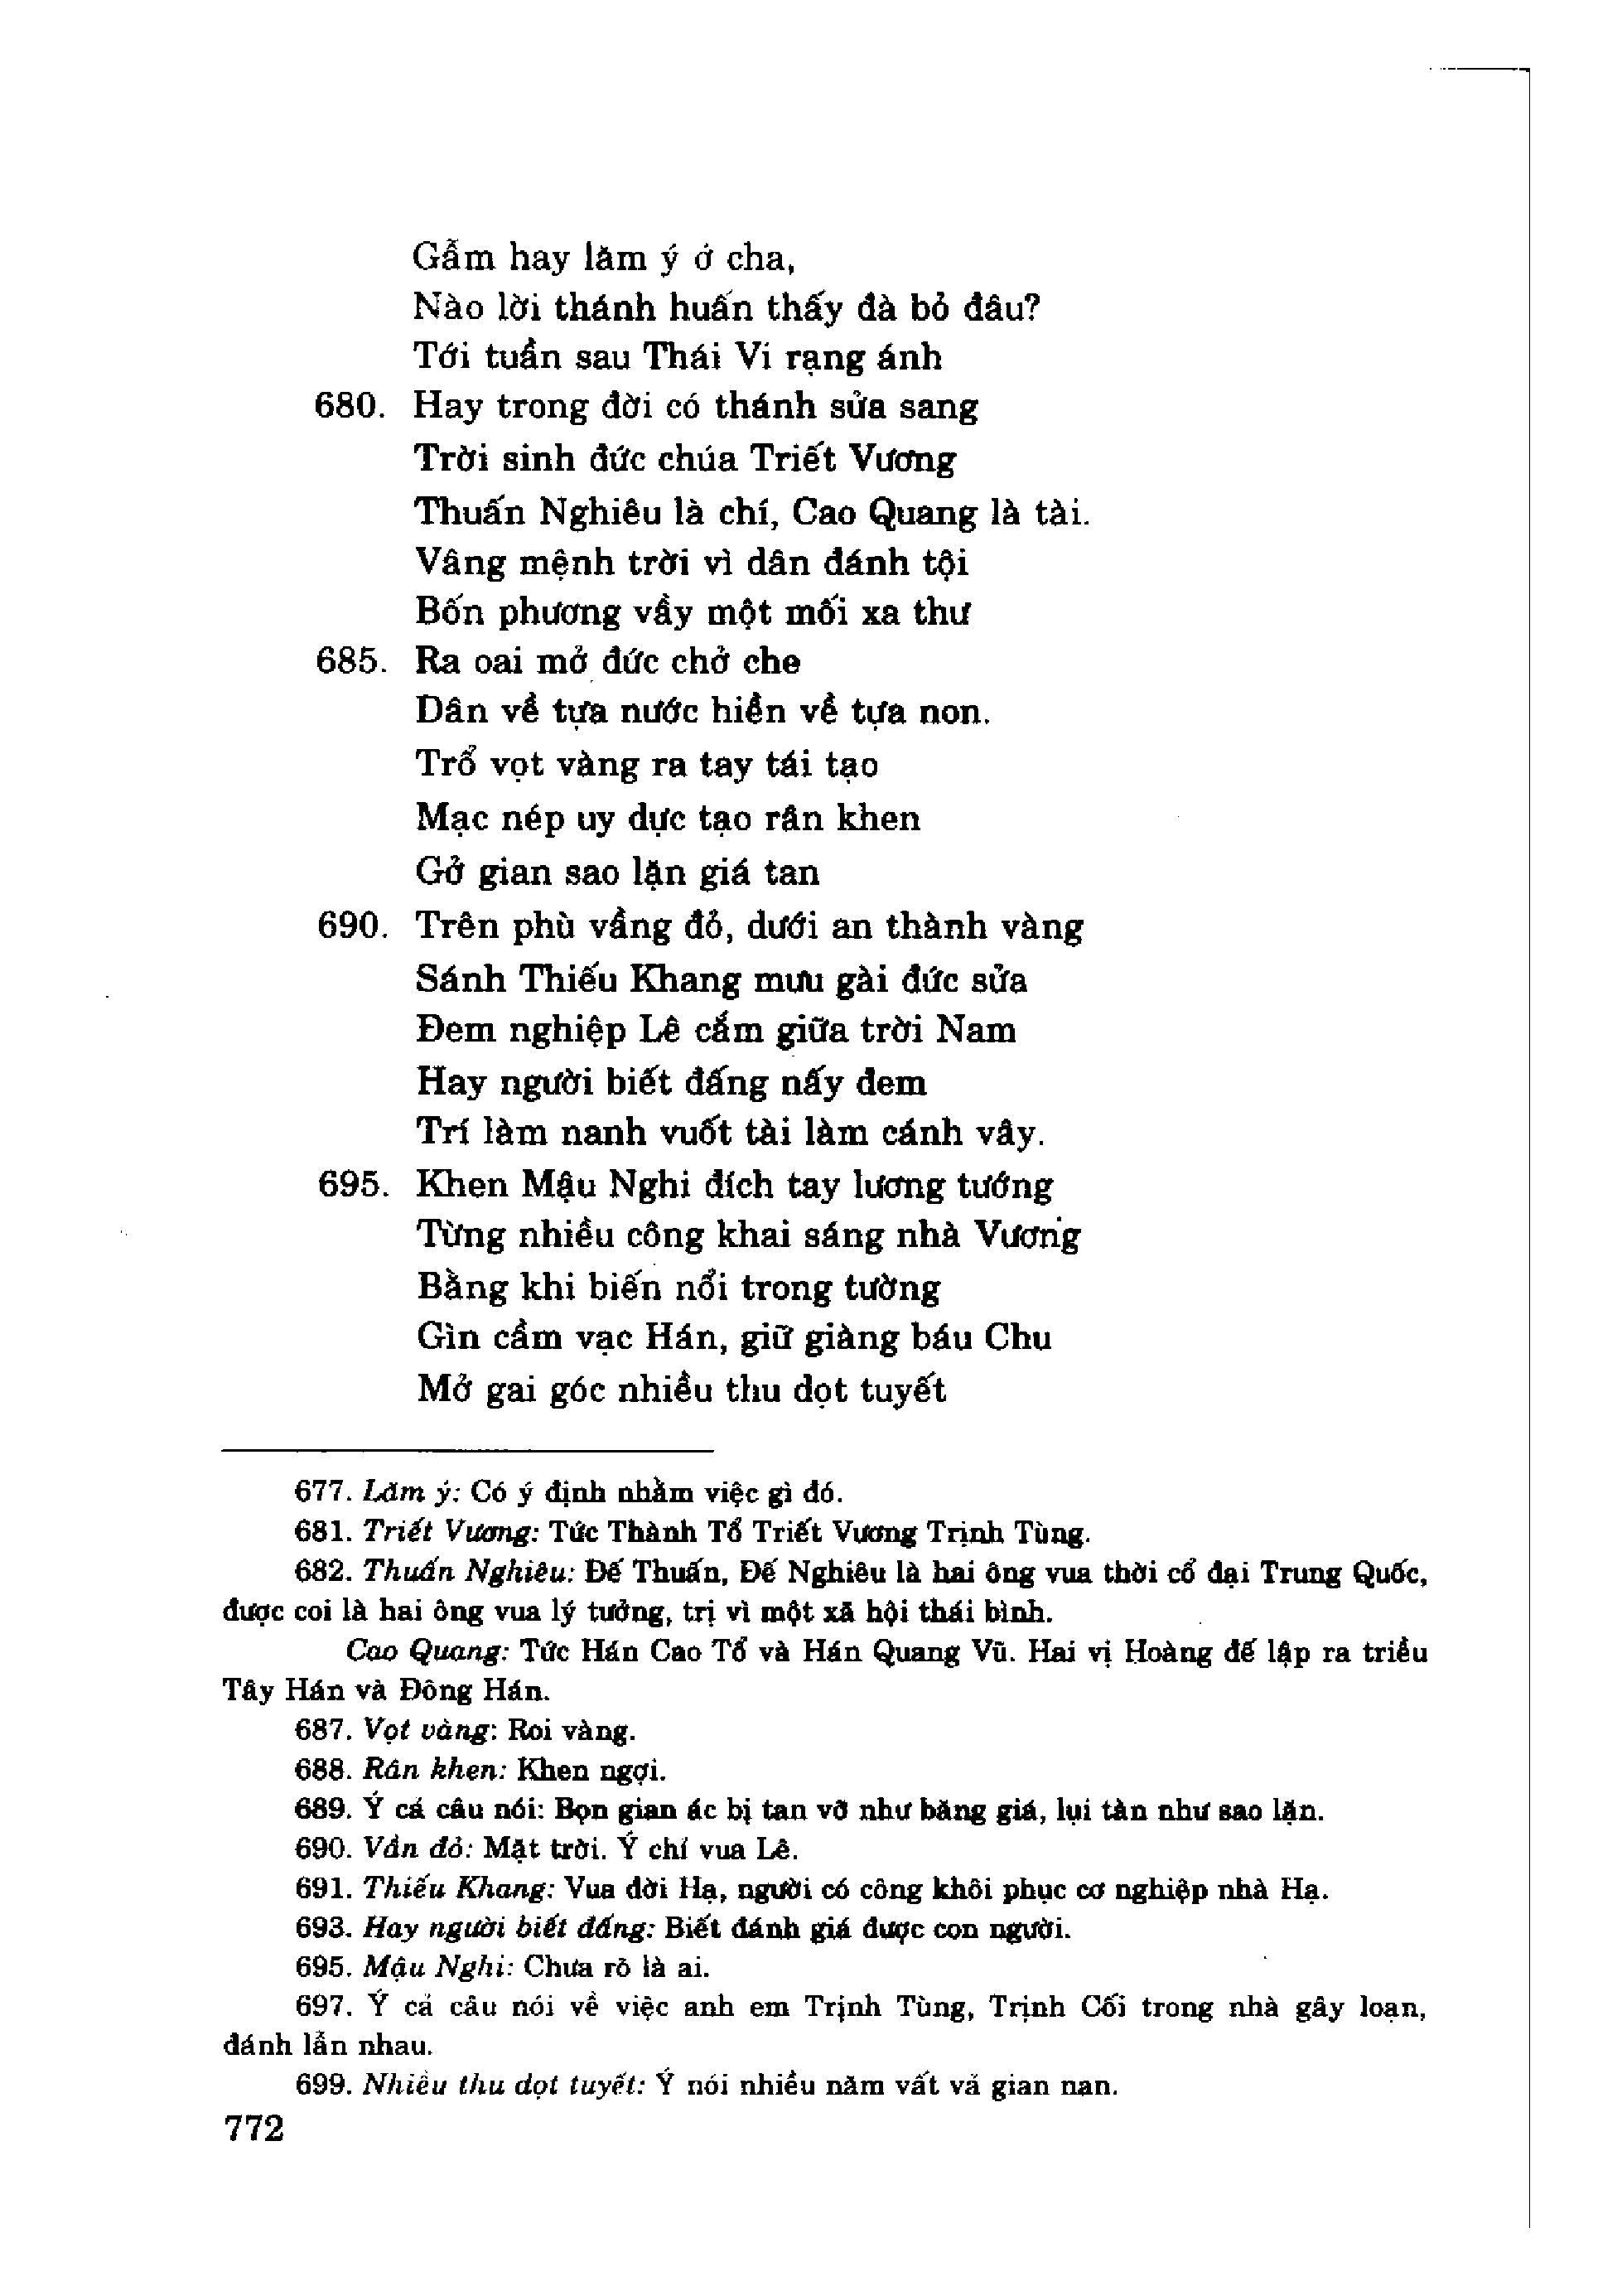 Gẫm hay lăm ý ở cha,
Nào lời thánh huấn thấy đà bỏ đâu?
Tới tuần sau Thái Vi rạng ánh
680. Hay trong đời có thánh sửa sang
Trời sinh đức chúa Triết Vương
Thuấn Nghiêu là chí, Cao Quang là tài.
Vâng mệnh trời vì dân đánh tội
Bốn phương vầy một mối xa thư
685. Ra oai mở đức chở che
Dân về tựa nước hiền về tựa non.
Trổ vọt vàng ra tay tái tạo
Mạc nép uy dực tạo rân khen
Gở gian sao lặn giá tan
690. Trên phù vầng đỏ, dưới an thành vàng
Sánh Thiếu Khang mưu gài đức sửa
Đem nghiệp Lê cắm giữa trời Nam
Hay người biết đấng nấy đem
Trí làm nanh vuốt tài làm cánh vây.
695. Khen Mậu Nghi đích tay lương tướng
Từng nhiều công khai sáng nhà Vương
Bằng khi biến nổi trong tường
Gìn cầm vạc Hán, giữ giàng báu Chu
Mở gai góc nhiều thu dọt tuyết
677. Lăm ý: Có ý định nhằm việc gì đó.
681. Triết Vương: Tức Thành Tổ Triết Vương Trịnh Tùng.
682. Thuấn Nghiêu: Đế Thuấn, Đế Nghiêu là hai ông vua thời cổ đại Trung Quốc,
được coi là hai ông vua lý tưởng, trị vì một xã hội thái bình.
Cao Quang: Tức Hán Cao Tổ và Hán Quang Vũ. Hai vị Hoàng đế lập ra triều
Tây Hán và Đông Hán.
687. Vọt vàng: Roi vàng.
688. Rân khen: Khen ngợi.
689. Ý cả câu nói: Bọn gian ác bị tan vỡ như băng giá, lụi tàn như sao lặn.
690. Vần đỏ: Mặt trời. Ý chỉ vua Lê.
691. Thiếu Khang: Vua đời Hạ, người có công khôi phục cơ nghiệp nhà Hạ.
693. Hay người biết đấng: Biết đánh giá được con người.
695. Mậu Nghi: Chưa rõ là ai.
697. Ý cả câu nói về việc anh em Trịnh Tùng, Trịnh Cối trong nhà gây loạn,
đánh lẫn nhau.
699. Nhiều thu dọt tuyết: Ý nói nhiều năm vất vả gian nan.
772